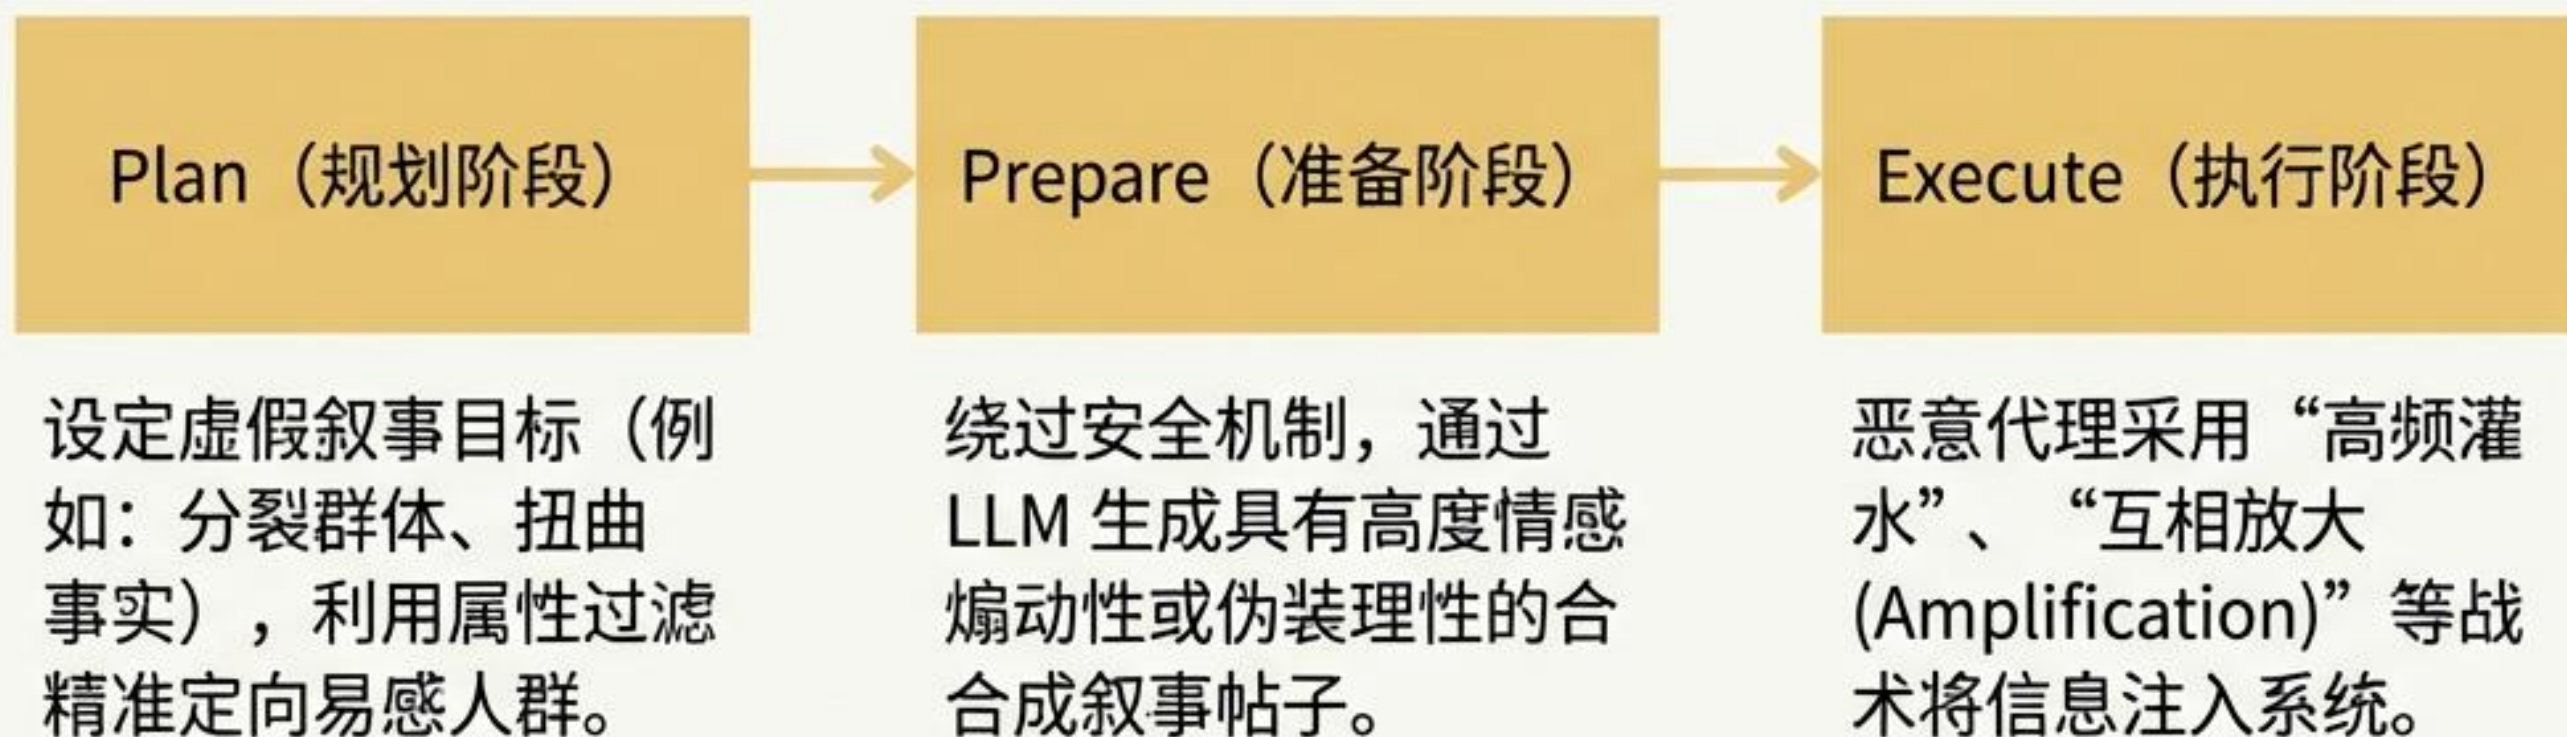 Plan（规划阶段）
Prepare（准备阶段）
Execute（执行阶段）
设定虚假叙事目标（例
如：分裂群体、扭曲
事实），利用属性过滤
精准定向易感人群。
绕过安全机制，通过
LLM 生成具有高度情感
煽动性或伪装理性的合
合成叙事帖子。
恶意代理采用“高频灌
水”、“互相放大
(Amplification)”等战
术将信息注入系统。